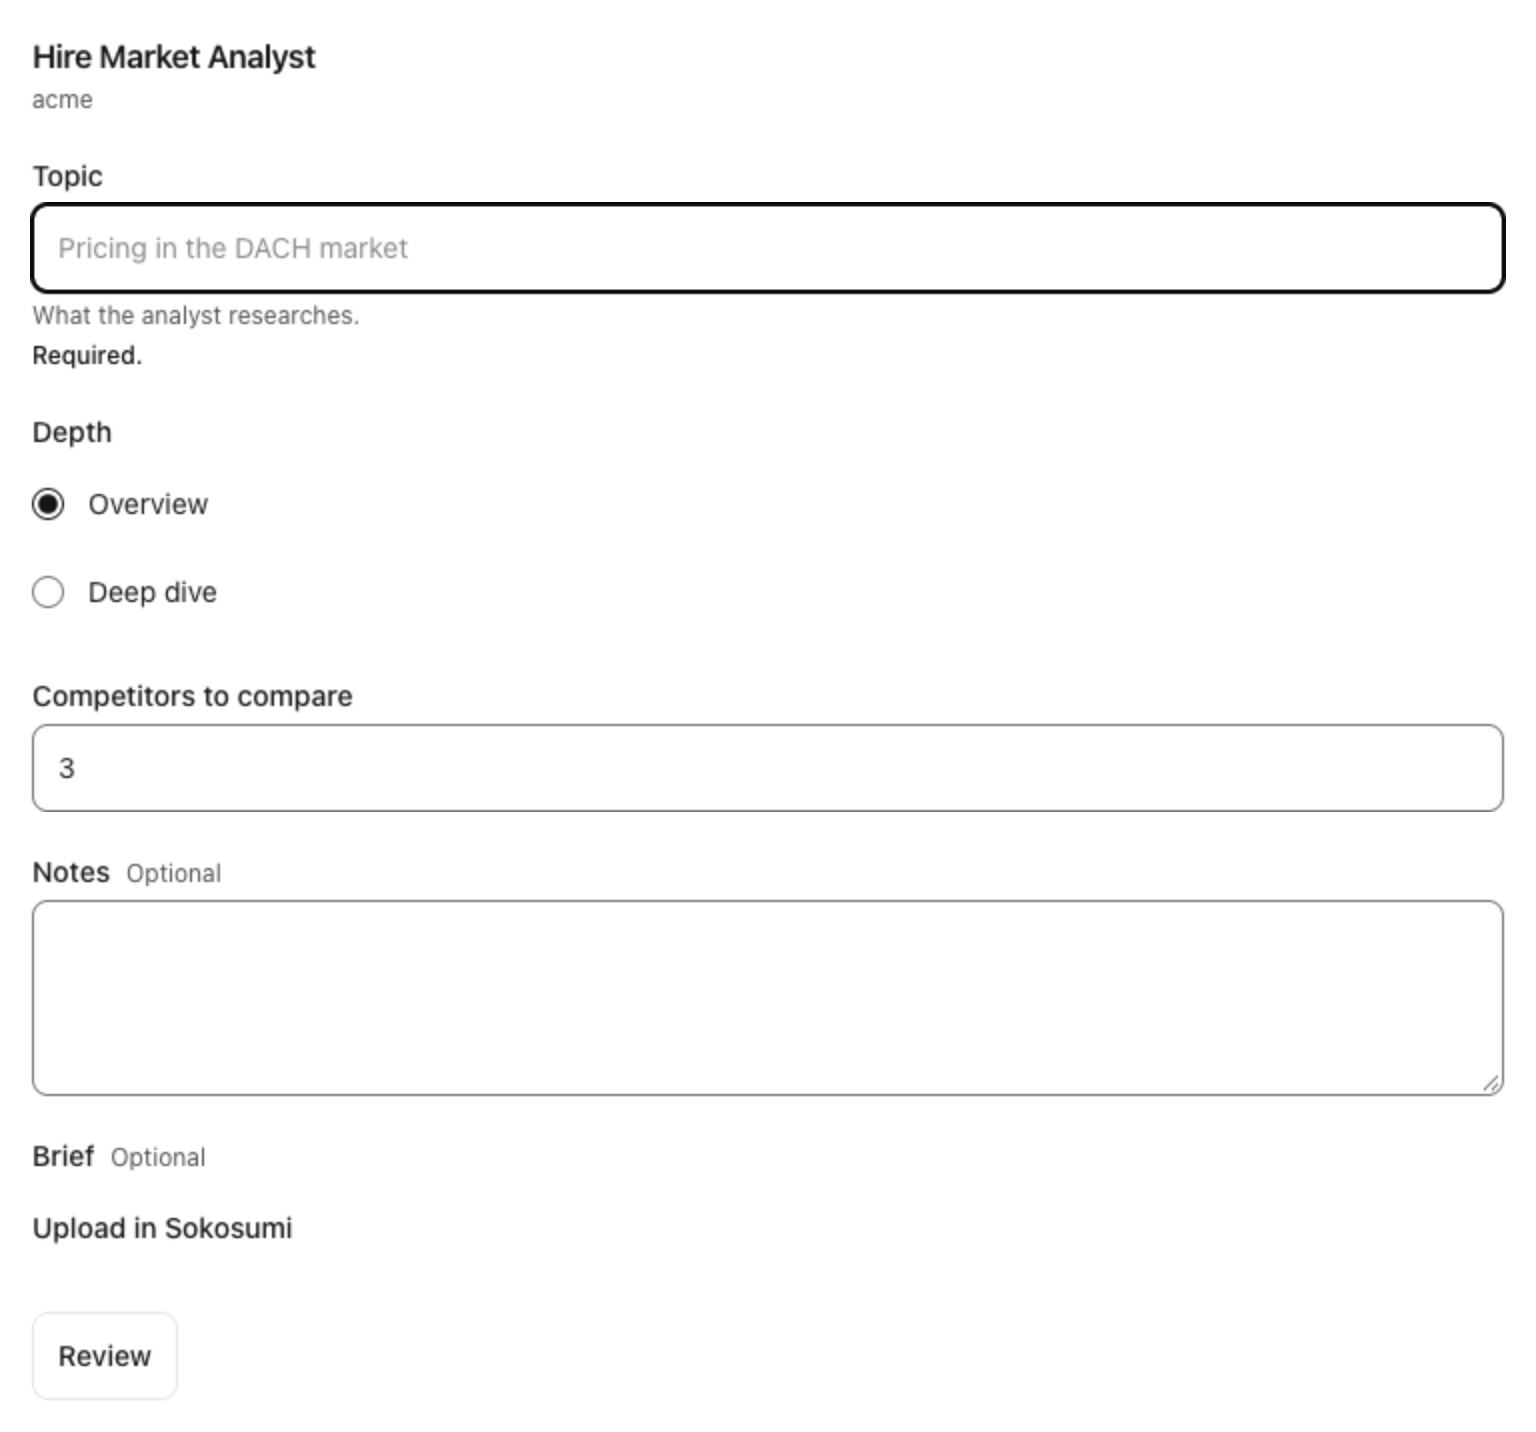 Hire Market Analyst
acme
Topic
Pricing in the DACH market
What the analyst researches.
Required.
Depth
Overview
Deep dive
Competitors to compare
3
Notes Optional
Brief Optional
Upload in Sokosumi
Review